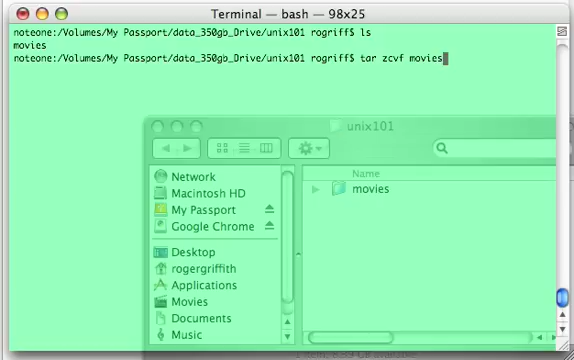 Terminal — bash — 98x25
noteone:/Volumes/My Passport/data_350gb_Drive/unix101 rogriff$ ls
movies
noteone:/Volumes/My Passport/data_350gb_Drive/unix101 rogriff$ tar zcvf movies
unix101
Name
Network
movies
Macintosh HD
My Passport
Google Chrome
Desktop
rogergriffith
Applications
Movies
Documents
Music